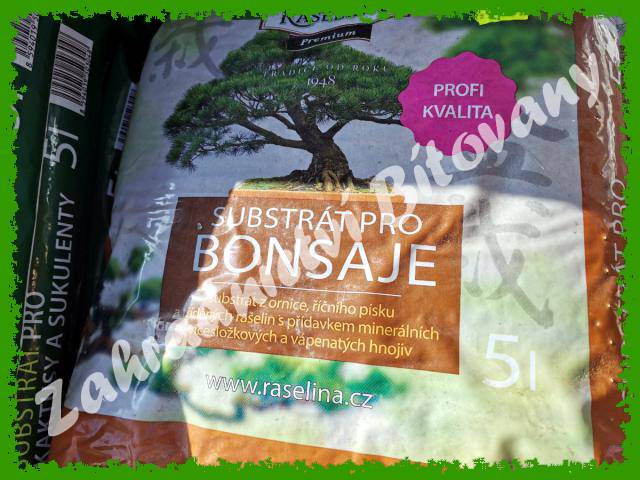 Premium
TRADICE OD ROKU
1948
PROFI
KVALITA
SUBSTRÁT PRO
BONSAJE
substrát z ornice, říčního písku
rašelin s přídavkem minerálních
a vápenatých hnojiv
5l
www.raselina.cz
SUBSTRÁT PRO
KAKTUSY A SUKULENTY 5l
Zahradnictví Bítovany